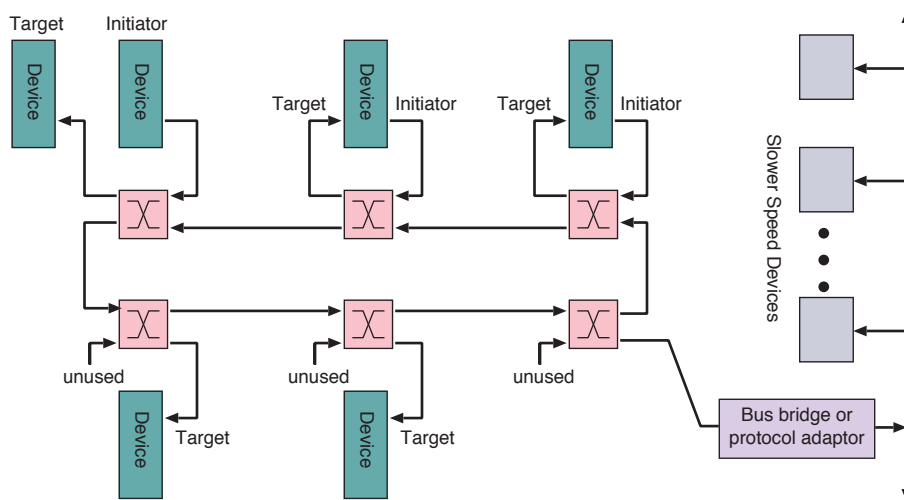 Target
Initiator
Device
Device
Device
Device
Target
Initiator
Target
Initiator
Slower Speed Devices
unused
unused
unused
Device
Target
Device
Target
Bus bridge or
protocol adaptor